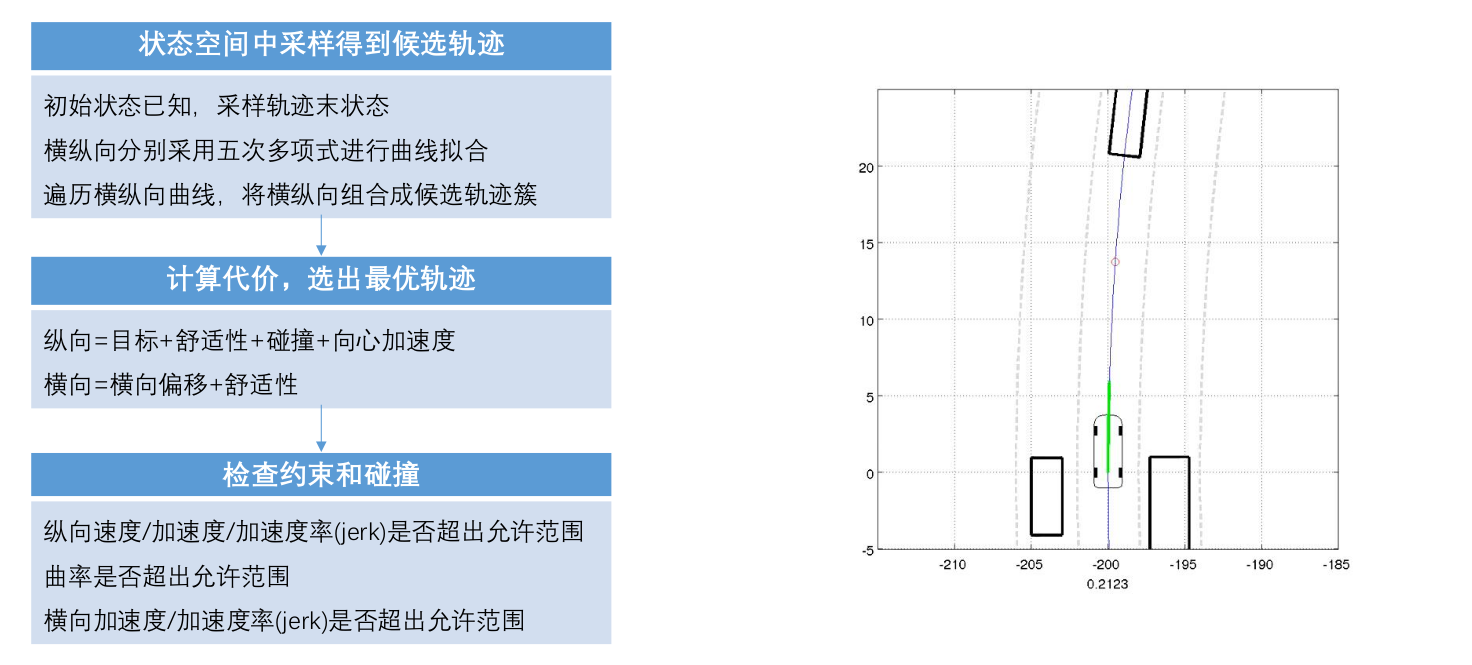 状态空间中采样得到候选轨迹
初始状态已知，采样轨迹末状态
横纵向分别采用五次多项式进行曲线拟合
遍历横纵向曲线，将横纵向组合成候选轨迹簇
计算代价，选出最优轨迹
纵向=目标+舒适性+碰撞+向心加速度
横向=横向偏移+舒适性
检查约束和碰撞
纵向速度/加速度/加速度率(jerk)是否超出允许范围
曲率是否超出允许范围
横向加速度/加速度率(jerk)是否超出允许范围
20
15
10
5
0
-5
-210 -205 -200 -195 -190 -185
0.2123